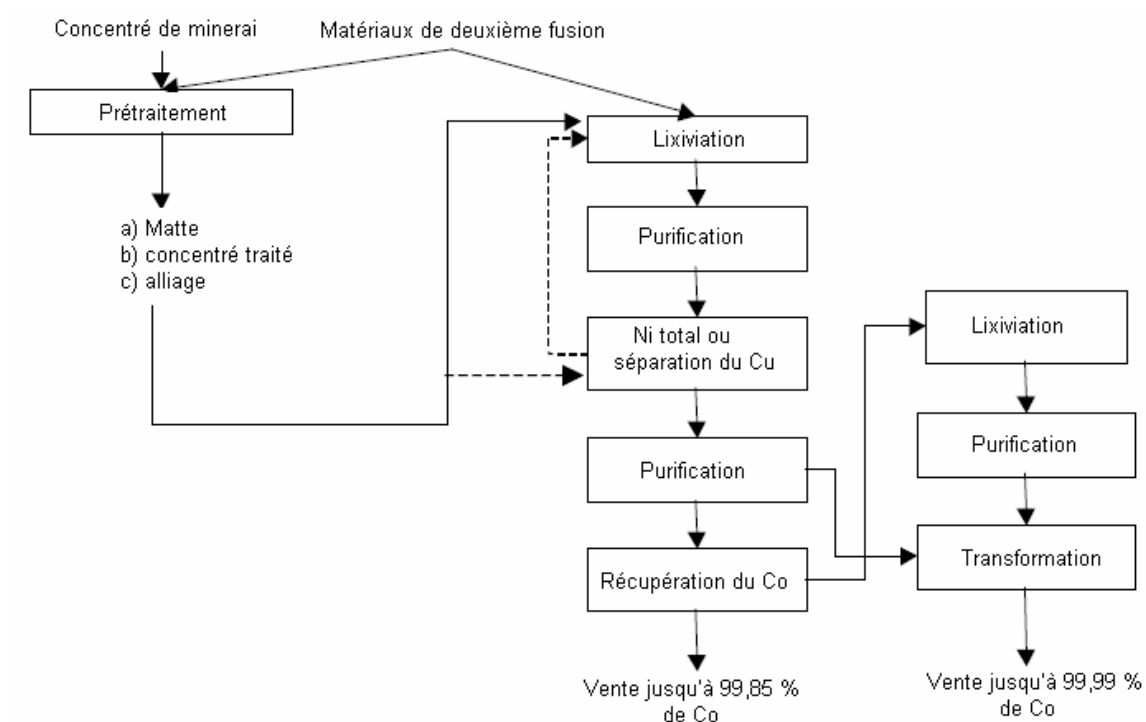 Concentré de minerai
Matériaux de deuxième fusion
Prétraitement
a) Matte
b) concentré traité
c) alliage
Lixiviation
Purification
Ni total ou
séparation du Cu
Purification
Récupération du Co
Vente jusqu'à 99,85 %
de Co
Lixiviation
Purification
Transformation
Vente jusqu'à 99,99 %
de Co